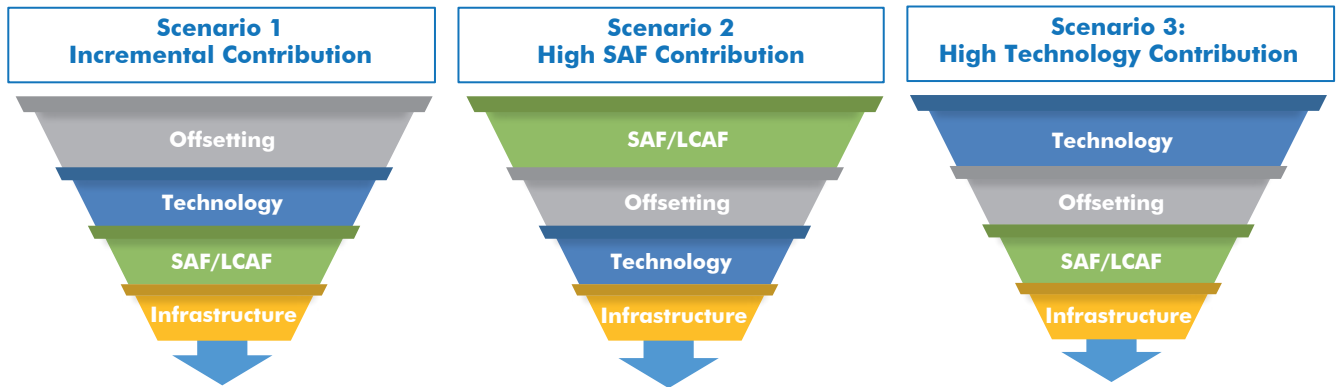 Scenario 1
Incremental Contribution
Offsetting
Technology
SAF/LCAF
Infrastructure
Scenario 2
High SAF Contribution
SAF/LCAF
Offsetting
Technology
Infrastructure
Scenario 3:
High Technology Contribution
Technology
Offsetting
SAF/LCAF
Infrastructure